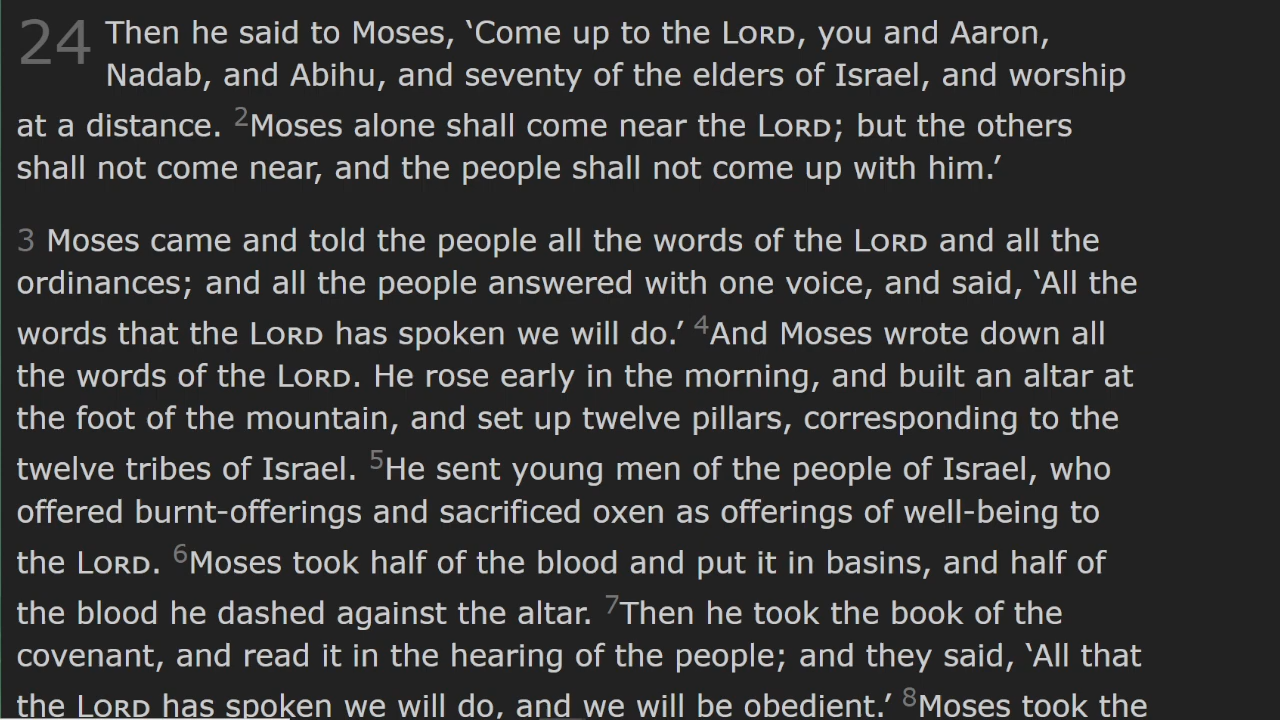 24 Then he said to Moses, ‘Come up to the LORD, you and Aaron,
Nadab, and Abihu, and seventy of the elders of Israel, and worship
at a distance. 2Moses alone shall come near the LORD; but the others
shall not come near, and the people shall not come up with him.’
3 Moses came and told the people all the words of the LORD and all the
ordinances; and all the people answered with one voice, and said, ‘All the
words that the LORD has spoken we will do.’ 4And Moses wrote down all
the words of the LORD. He rose early in the morning, and built an altar at
the foot of the mountain, and set up twelve pillars, corresponding to the
twelve tribes of Israel. 5He sent young men of the people of Israel, who
offered burnt-offerings and sacrificed oxen as offerings of well-being to
the LORD. 6Moses took half of the blood and put it in basins, and half of
the blood he dashed against the altar. 7Then he took the book of the
covenant, and read it in the hearing of the people; and they said, ‘All that
the LORD has spoken we will do, and we will be obedient.’ 8Moses took the